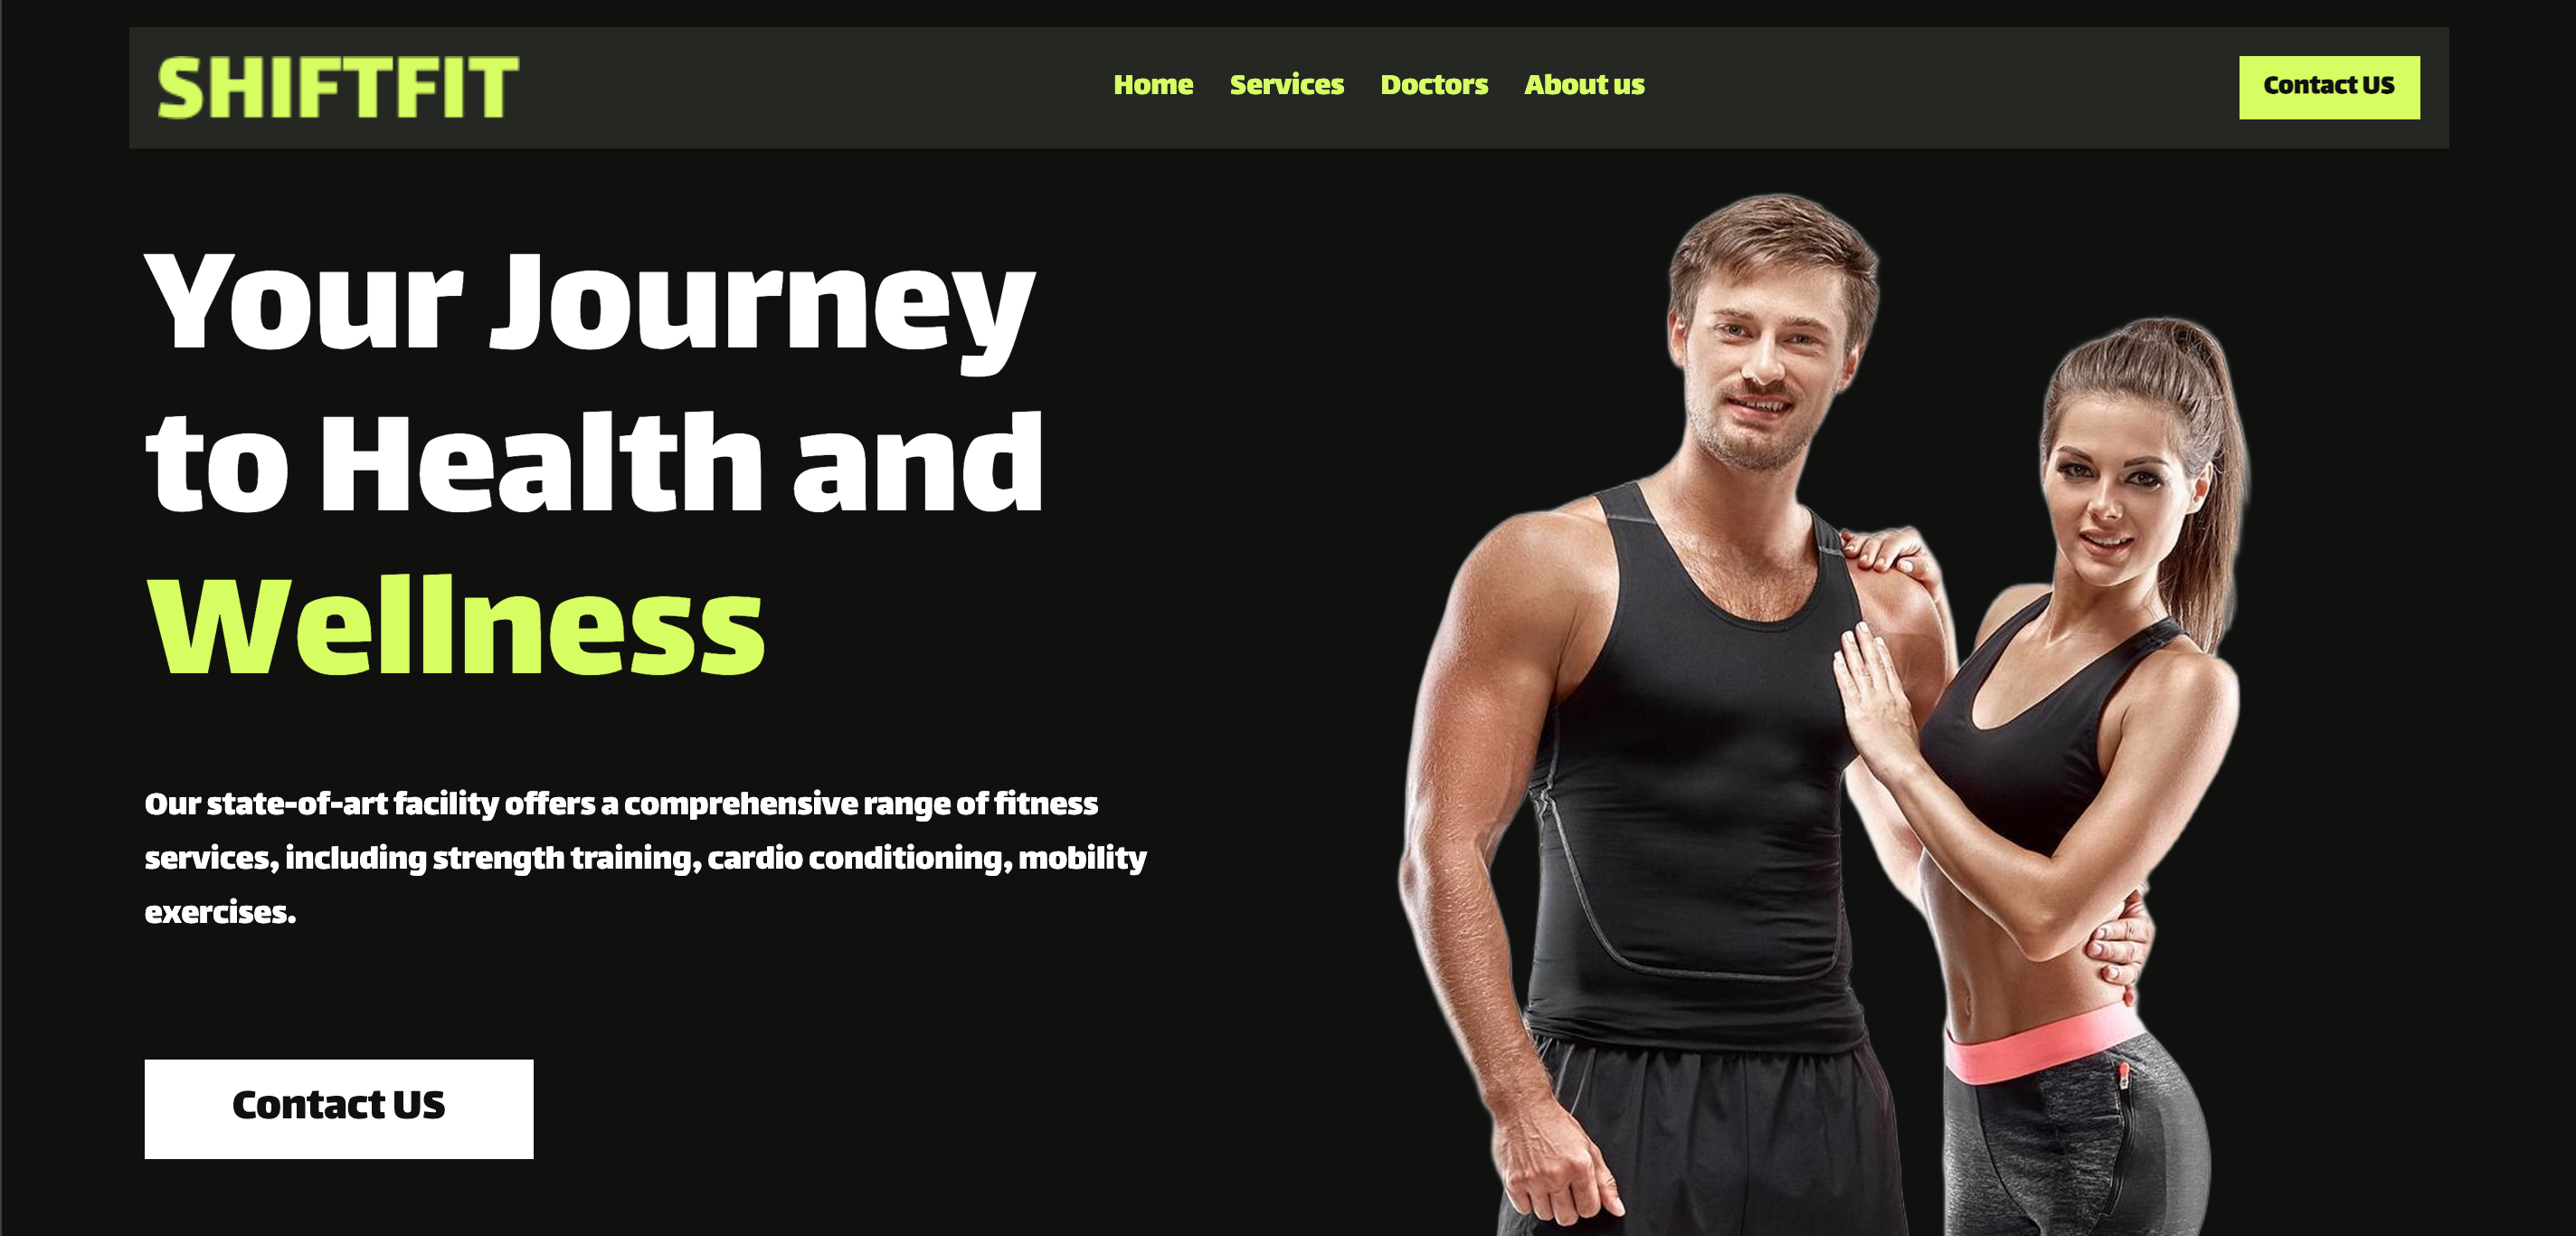 SHIFTFIT
Home Services Doctors About us
Contact US
Your Journey
to Health and
Wellness
Our state-of-art facility offers a comprehensive range of fitness
services, including strength training, cardio conditioning, mobility
exercises.
Contact US